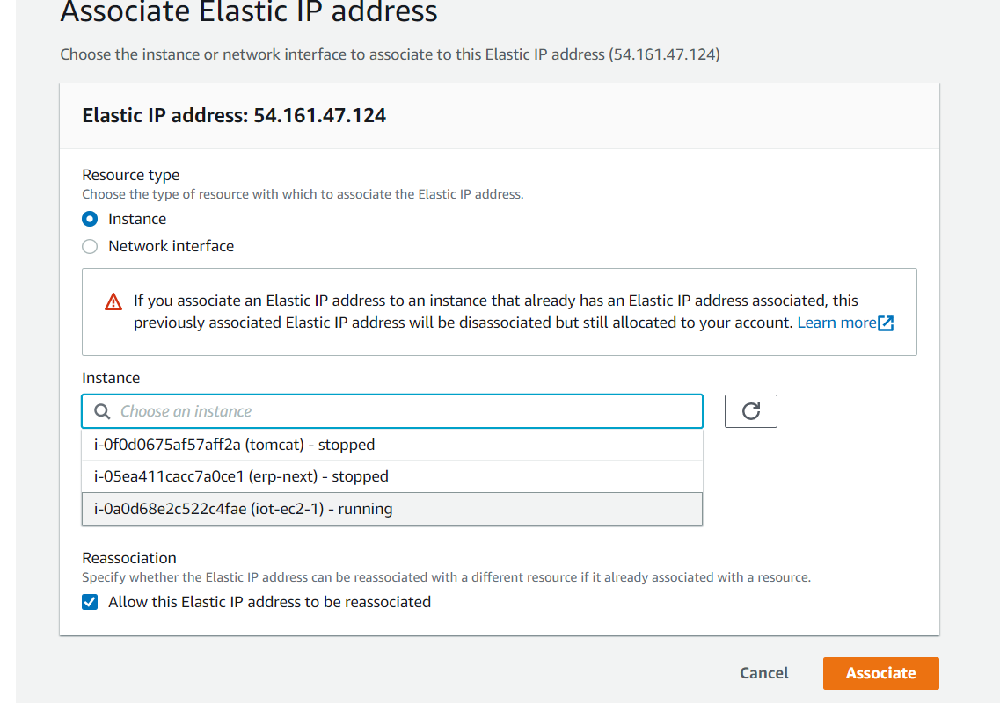 Associate Elastic IP address
Choose the instance or network interface to associate to this Elastic IP address (54.161.47.124)
Elastic IP address: 54.161.47.124
Resource type
Choose the type of resource with which to associate the Elastic IP address.
Instance
Network interface
If you associate an Elastic IP address to an instance that already has an Elastic IP address associated, this
previously associated Elastic IP address will be disassociated but still allocated to your account. Learn more
Instance
Choose an instance
i-0f0d0675af57aff2a (tomcat) - stopped
i-05ea411cacc7a0ce1 (erp-next) - stopped
i-0a0d68e2c522c4fae (iot-ec2-1) - running
Reassociation
Specify whether the Elastic IP address can be reassociated with a different resource if it already associated with a resource.
Allow this Elastic IP address to be reassociated
Cancel
Associate